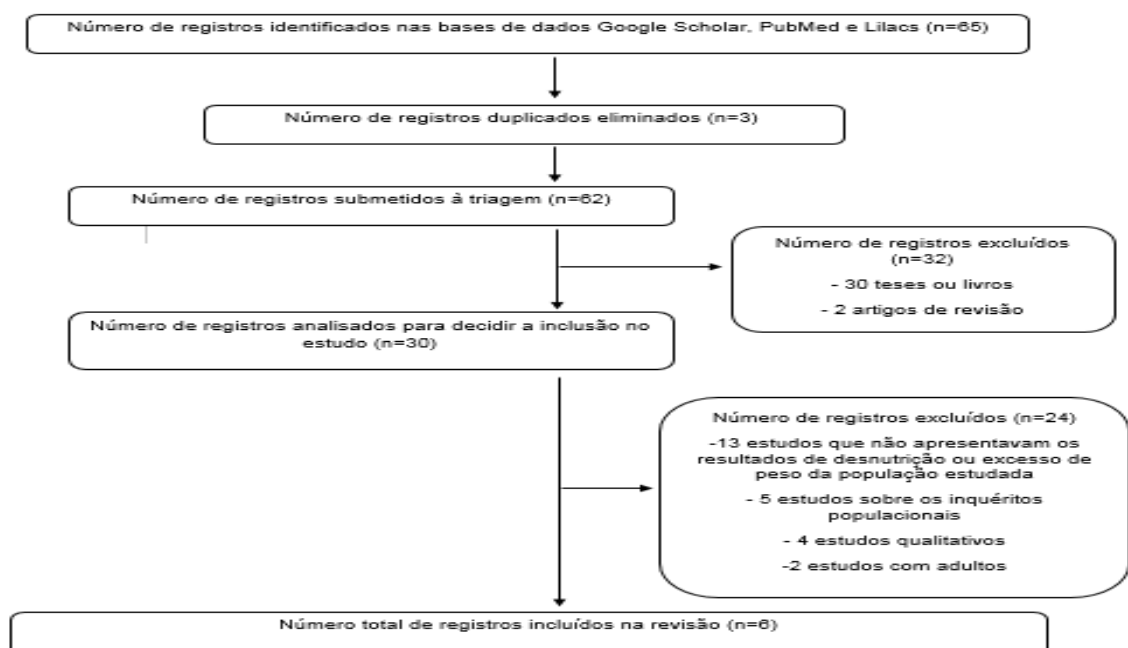 Número de registros identificados nas bases de dados Google Scholar, PubMed e Lilacs (n=65)
Número de registros duplicados eliminados (n=3)
Número de registros submetidos à triagem (n=62)
Número de registros excluídos
(n=32)
- 30 teses ou livros
- 2 artigos de revisão
Número de registros analisados para decidir a inclusão no
estudo (n=30)
Número de registros excluídos (n=24)
-13 estudos que não apresentavam os
resultados de desnutrição ou excesso de
peso da população estudada
- 5 estudos sobre os inquéritos
populacionais
- 4 estudos qualitativos
-2 estudos com adultos
Número total de registros incluídos na revisão (n=6)